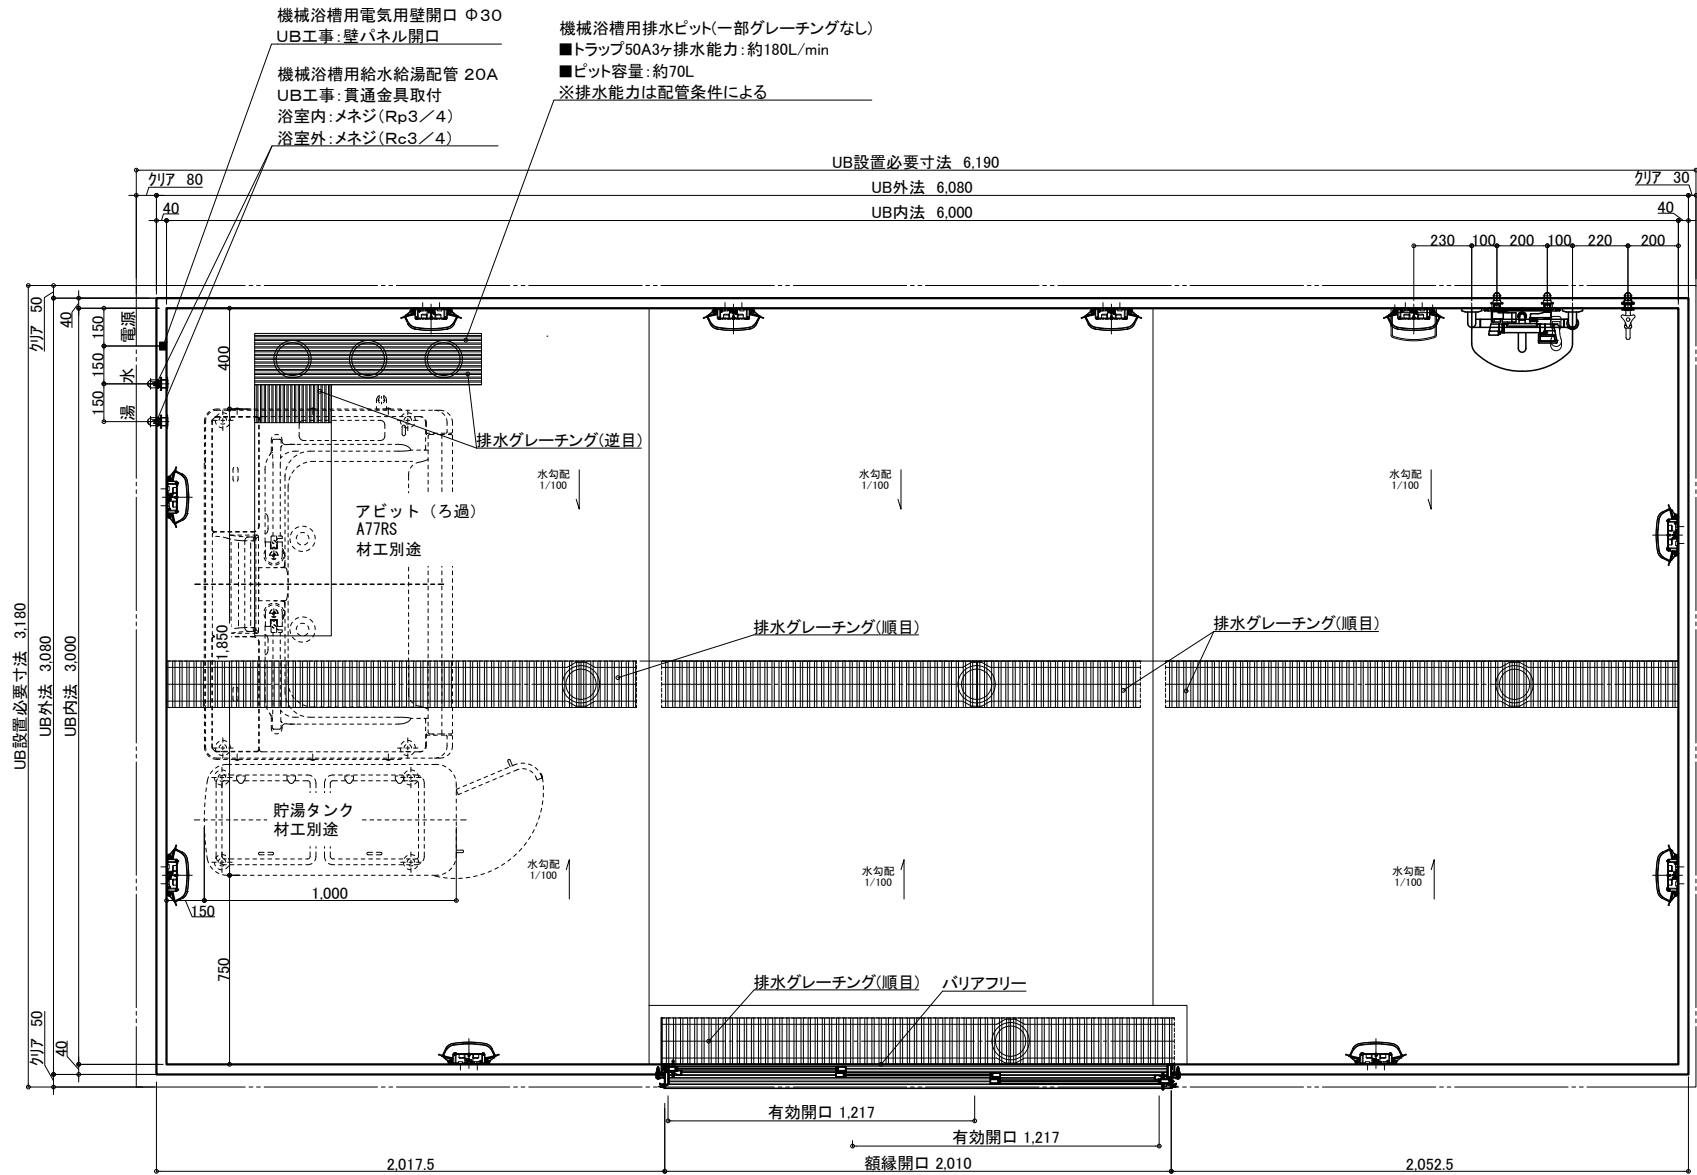 機械浴槽用電気用壁開口 Φ30
UB工事:壁パネル開口
機械浴槽用給水給湯配管 20A
UB工事:貫通金具取付
浴室内:メネジ(Rp3/4)
浴室外:メネジ(Rc3/4)
機械浴槽用排水ピット(一部グレーチングなし)
■トラップ50A3ヶ排水能力:約180L/min
■ピット容量:約70L
※排水能力は配管条件による
UB設置必要寸法 6,190
クリア 80
UB外法 6,080
クリア 30
40
UB内法 6,000
40
230
100
200
100
220
200
UB設置必要寸法 3,180
クリア 50
UB外法 3,080
クリア 50
40
UB内法 3,000
40
150
150
150
電源
水
湯
400
排水グレーチング(逆目)
水勾配
1/100
水勾配
1/100
水勾配
1/100
アビット(ろ過)
A77RS
材工別途
1,850
排水グレーチング(順目)
排水グレーチング(順目)
貯湯タンク
材工別途
水勾配
1/100
水勾配
1/100
水勾配
1/100
1,000
150
750
排水グレーチング(順目)
バリアフリー
有効開口 1,217
有効開口 1,217
2,017.5
額縁開口 2,010
2,052.5